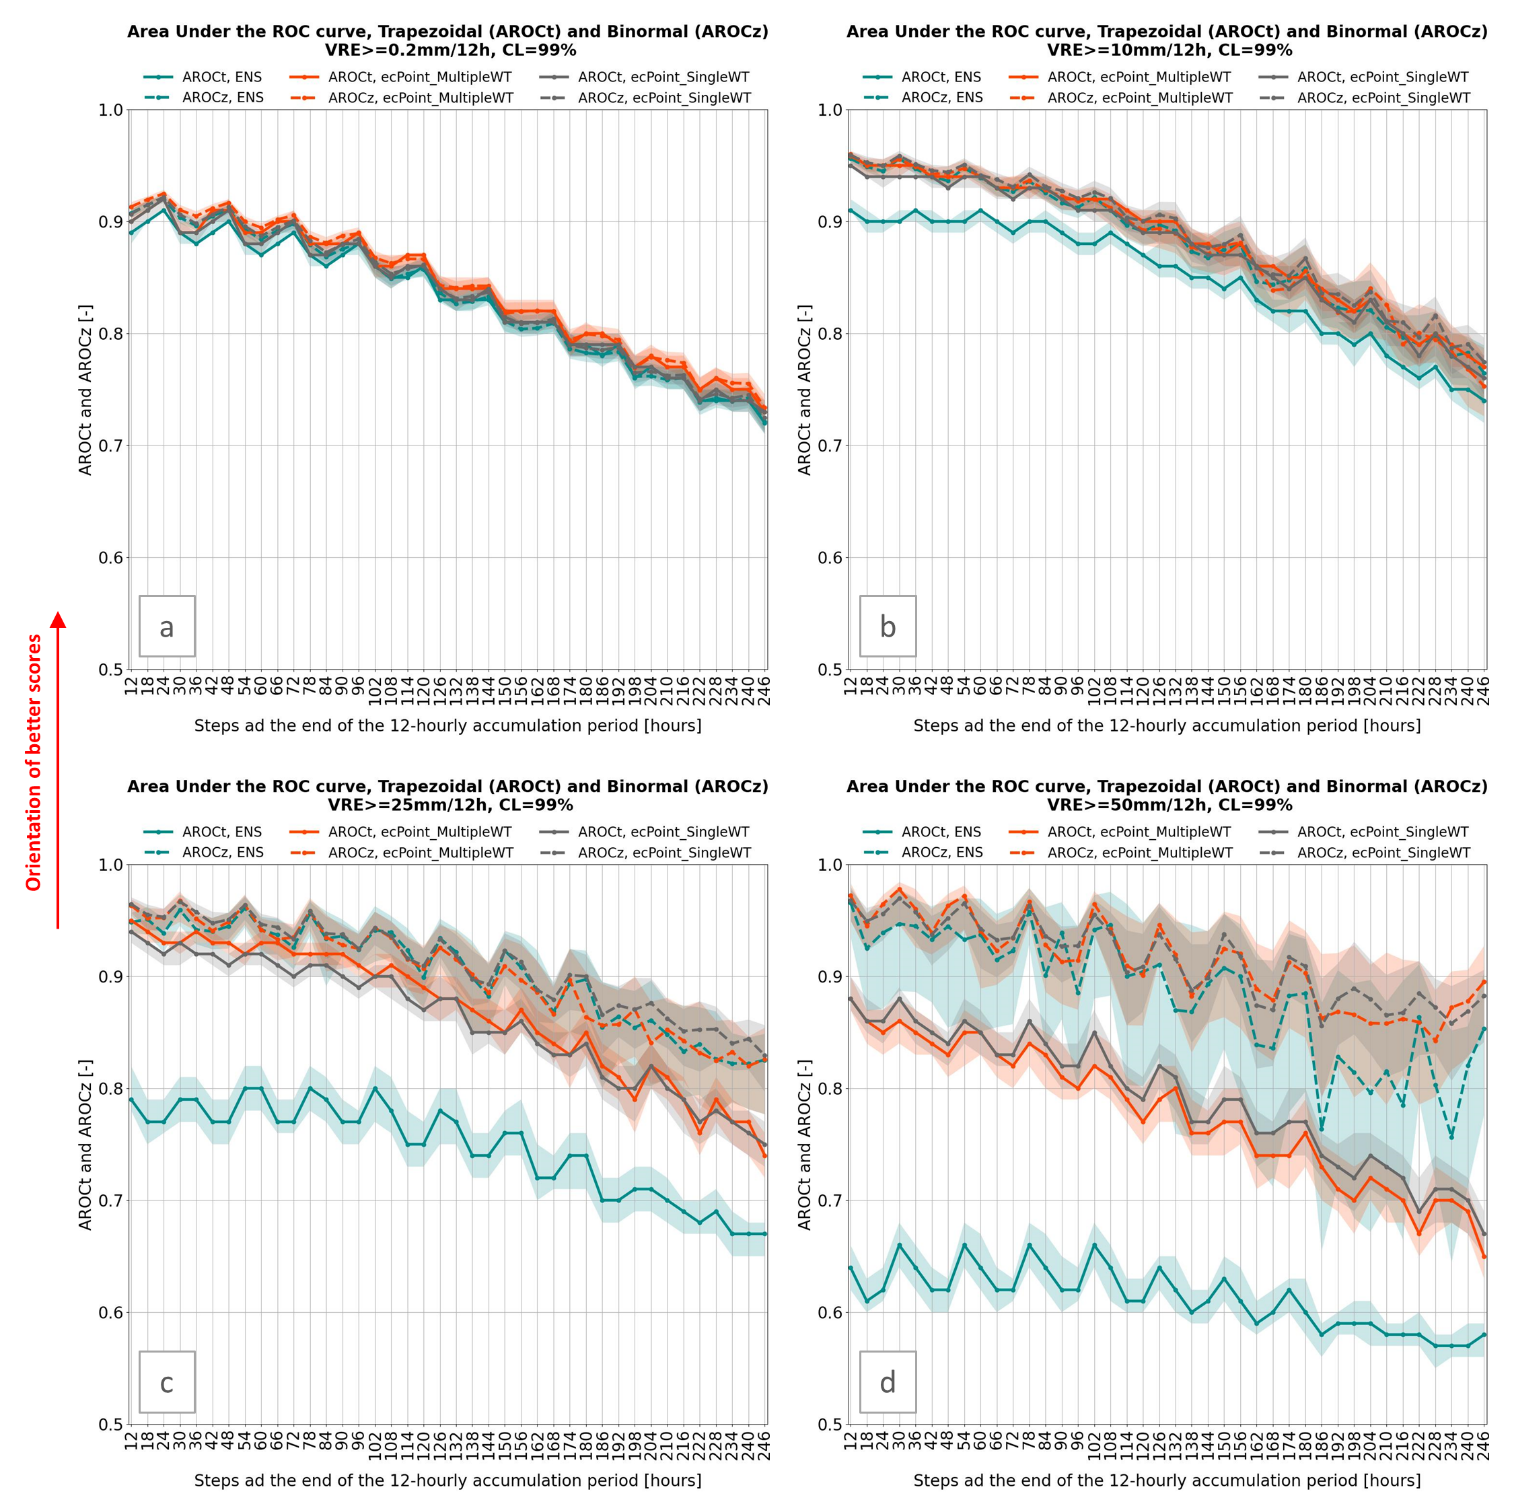 Area Under the ROC curve, Trapezoidal (AROCt) and Binormal (AROCz)
VRE>=0.2mm/12h, CL=99%
AROCt, ENS
AROCt, ecPoint_MultipleWT
AROCt, ecPoint_SingleWT
AROCz, ENS
AROCz, ecPoint_MultipleWT
AROCz, ecPoint_SingleWT
1.0
0.9
0.8
0.7
0.6
0.5
AROCt and AROCz [-]
a
12 18 24 30 36 42 48 54 60 66 72 78 84 90 96 102 108 114 120 126 132 138 144 150 156 162 168 174 180 186 192 198 204 210 216 222 228 234 240 246
Steps ad the end of the 12-hourly accumulation period [hours]
Area Under the ROC curve, Trapezoidal (AROCt) and Binormal (AROCz)
VRE>=10mm/12h, CL=99%
AROCt, ENS
AROCt, ecPoint_MultipleWT
AROCt, ecPoint_SingleWT
AROCz, ENS
AROCz, ecPoint_MultipleWT
AROCz, ecPoint_SingleWT
1.0
0.9
0.8
0.7
0.6
0.5
AROCt and AROCz [-]
b
12 18 24 30 36 42 48 54 60 66 72 78 84 90 96 102 108 114 120 126 132 138 144 150 156 162 168 174 180 186 192 198 204 210 216 222 228 234 240 246
Steps ad the end of the 12-hourly accumulation period [hours]
Orientation of better scores
Area Under the ROC curve, Trapezoidal (AROCt) and Binormal (AROCz)
VRE>=25mm/12h, CL=99%
AROCt, ENS
AROCt, ecPoint_MultipleWT
AROCt, ecPoint_SingleWT
AROCz, ENS
AROCz, ecPoint_MultipleWT
AROCz, ecPoint_SingleWT
1.0
0.9
0.8
0.7
0.6
0.5
AROCt and AROCz [-]
c
12 18 24 30 36 42 48 54 60 66 72 78 84 90 96 102 108 114 120 126 132 138 144 150 156 162 168 174 180 186 192 198 204 210 216 222 228 234 240 246
Steps ad the end of the 12-hourly accumulation period [hours]
Area Under the ROC curve, Trapezoidal (AROCt) and Binormal (AROCz)
VRE>=50mm/12h, CL=99%
AROCt, ENS
AROCt, ecPoint_MultipleWT
AROCt, ecPoint_SingleWT
AROCz, ENS
AROCz, ecPoint_MultipleWT
AROCz, ecPoint_SingleWT
1.0
0.9
0.8
0.7
0.6
0.5
AROCt and AROCz [-]
d
12 18 24 30 36 42 48 54 60 66 72 78 84 90 96 102 108 114 120 126 132 138 144 150 156 162 168 174 180 186 192 198 204 210 216 222 228 234 240 246
Steps ad the end of the 12-hourly accumulation period [hours]